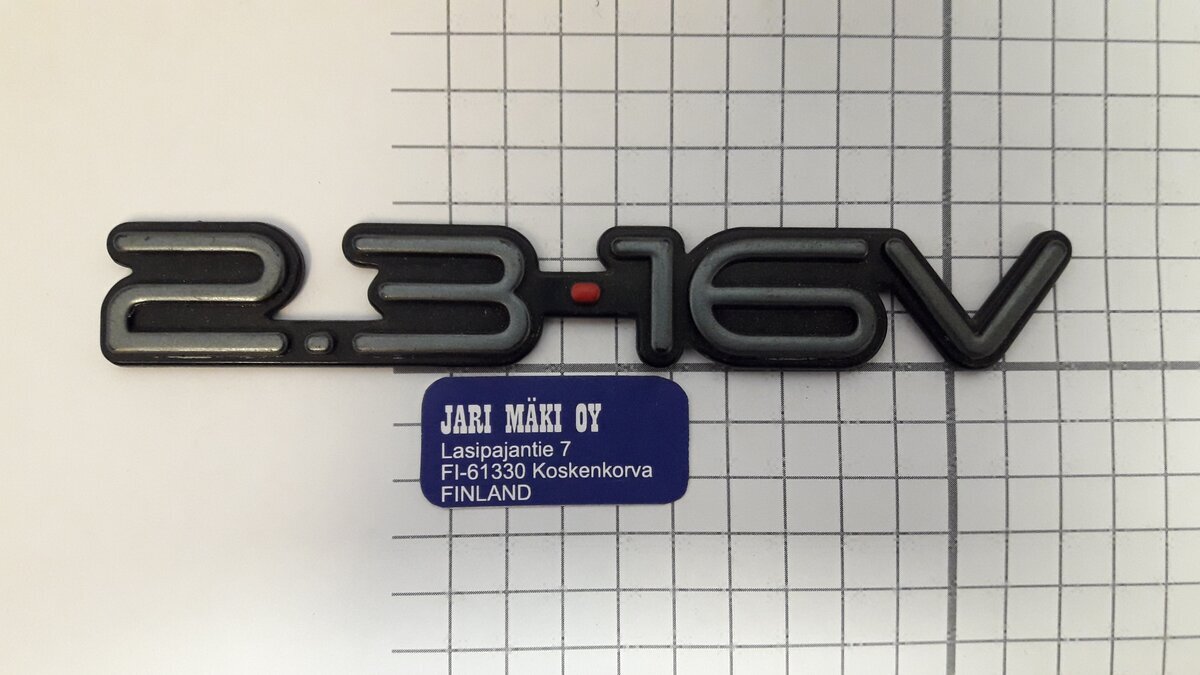 2.3-16V
JARI MÄKI OY
Lasipajantie 7
FI-61330 Koskenkorva
FINLAND